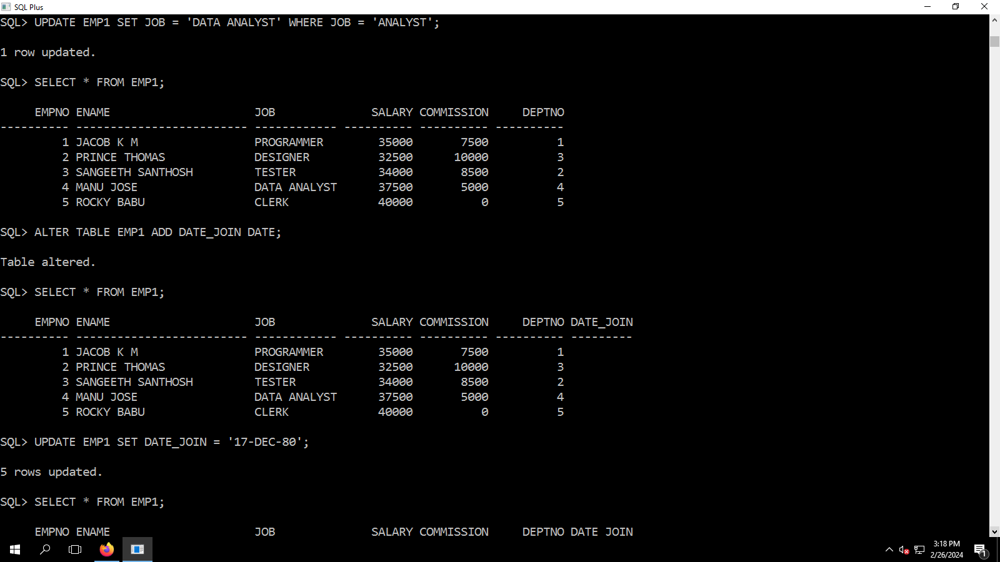 SQL Plus
SQL> UPDATE EMP1 SET JOB = 'DATA ANALYST' WHERE JOB = 'ANALYST';
1 row updated.
SQL> SELECT * FROM EMP1;
EMPNO ENAME JOB SALARY COMMISSION DEPTNO
---------- ------------------------- ------------ ---------- ---------- ----------
1 JACOB K M PROGRAMMER 35000 7500 1
2 PRINCE THOMAS DESIGNER 32500 10000 3
3 SANGEETH SANTHOSH TESTER 34000 8500 2
4 MANU JOSE DATA ANALYST 37500 5000 4
5 ROCKY BABU CLERK 40000 0 5
SQL> ALTER TABLE EMP1 ADD DATE_JOIN DATE;
Table altered.
SQL> SELECT * FROM EMP1;
EMPNO ENAME JOB SALARY COMMISSION DEPTNO DATE_JOIN
---------- ------------------------- ------------ ---------- ---------- ---------- ---------
1 JACOB K M PROGRAMMER 35000 7500 1
2 PRINCE THOMAS DESIGNER 32500 10000 3
3 SANGEETH SANTHOSH TESTER 34000 8500 2
4 MANU JOSE DATA ANALYST 37500 5000 4
5 ROCKY BABU CLERK 40000 0 5
SQL> UPDATE EMP1 SET DATE_JOIN = '17-DEC-80';
5 rows updated.
SQL> SELECT * FROM EMP1;
EMPNO ENAME JOB SALARY COMMISSION DEPTNO DATE JOIN
3:18 PM
2/26/2024
1